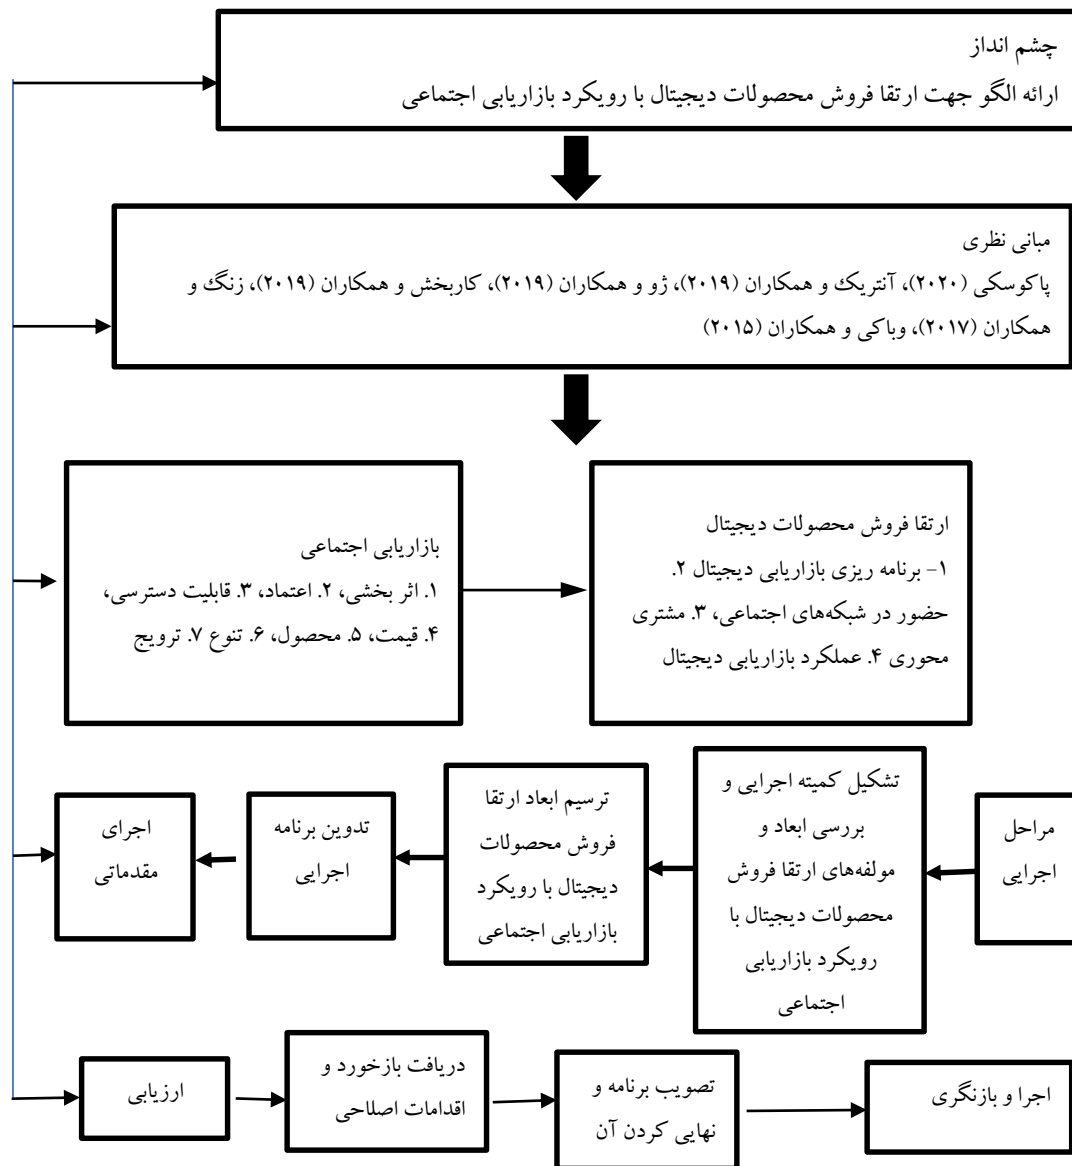 چشم انداز
ارائه الگو جهت ارتقا فروش محصولات دیجیتال با رویکرد بازاریابی اجتماعی
مبانی نظری
پاکوسکی (۲۰۲۰)، آنتریک و همکاران (۲۰۱۹)، ژو و همکاران (۲۰۱۹)، کاربخش و همکاران (۲۰۱۹)، زنگ و
همکاران (۲۰۱۷)، وباکی و همکاران (۲۰۱۵)
ارتقا فروش محصولات دیجیتال
۱- برنامه ریزی بازاریابی دیجیتال ۲.
حضور در شبکه‌های اجتماعی، ۳. مشتری
محوری ۴. عملکرد بازاریابی دیجیتال
بازاریابی اجتماعی
۱. اثر بخشی، ۲. اعتماد، ۳. قابلیت دسترسی،
۴. قیمت، ۵. محصول، ۶. تنوع ۷. ترویج
مراحل
اجرایی
تشکیل کمیته اجرایی و
بررسی ابعاد و
مولفه‌های ارتقا فروش
محصولات دیجیتال با
رویکرد بازاریابی
اجتماعی
ترسیم ابعاد ارتقا
فروش محصولات
دیجیتال با رویکرد
بازاریابی اجتماعی
تدوین برنامه
اجرایی
اجرای
مقدماتی
ارزیابی
دریافت بازخورد و
اقدامات اصلاحی
تصویب برنامه و
نهایی کردن آن
اجرا و بازنگری